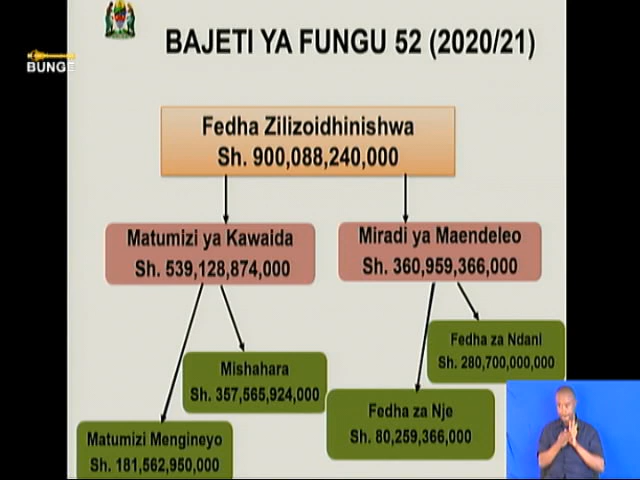 BAJETI YA FUNGU 52 (2020/21)
BUNGE
Fedha Zilizoidhinishwa
Sh. 900,088,240,000
Matumizi ya Kawaida
Sh. 539,128,874,000
Miradi ya Maendeleo
Sh. 360,959,366,000
Mishahara
Sh. 357,565,924,000
Fedha za Ndani
Sh. 280,700,000,000
Matumizi Mengineyo
Sh. 181,562,950,000
Fedha za Nje
Sh. 80,259,366,000